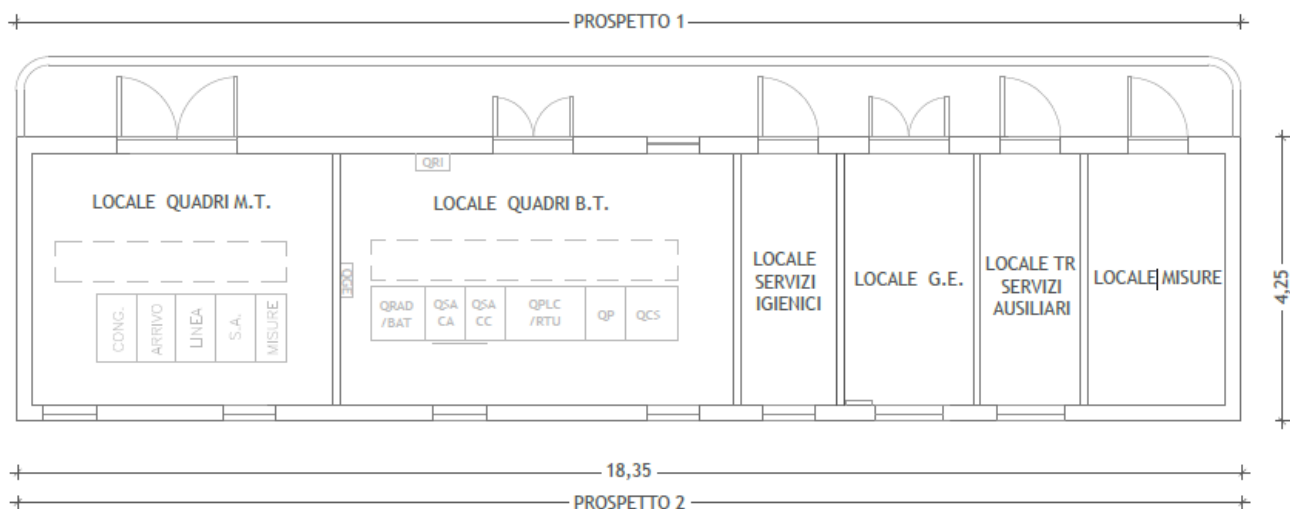 PROSPETTO 1
QRI
LOCALE QUADRI M.T.
LOCALE QUADRI B.T.
LOCALE
SERVIZI
IGIENICI
LOCALE G.E.
LOCALE TR
SERVIZI
AUSILIARI
LOCALE MISURE
4,25
QGE
CONG.
ARRIVO
LINEA
S.A.
MISURE
QRAD
/BAT
QSA
CA
QSA
CC
QPLC
/RTU
QP
QCS
18,35
PROSPETTO 2